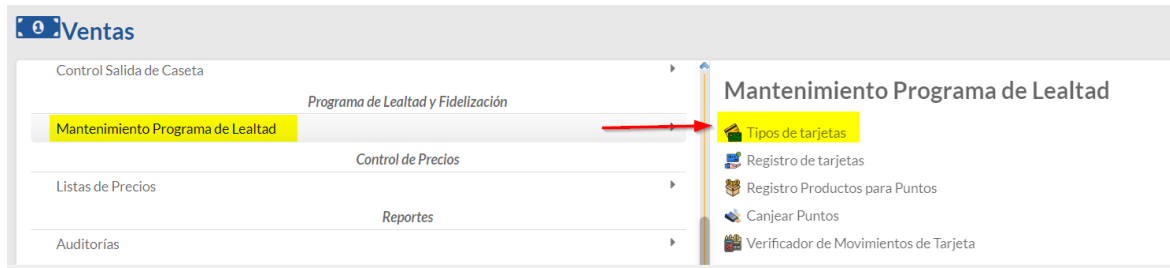 1 Ventas
Control Salida de Caseta
Programa de Lealtad y Fidelización
Mantenimiento Programa de Lealtad
Control de Precios
Listas de Precios
Reportes
Auditorías
Mantenimiento Programa de Lealtad
Tipos de tarjetas
Registro de tarjetas
Registro Productos para Puntos
Canjear Puntos
Verificador de Movimientos de Tarjeta